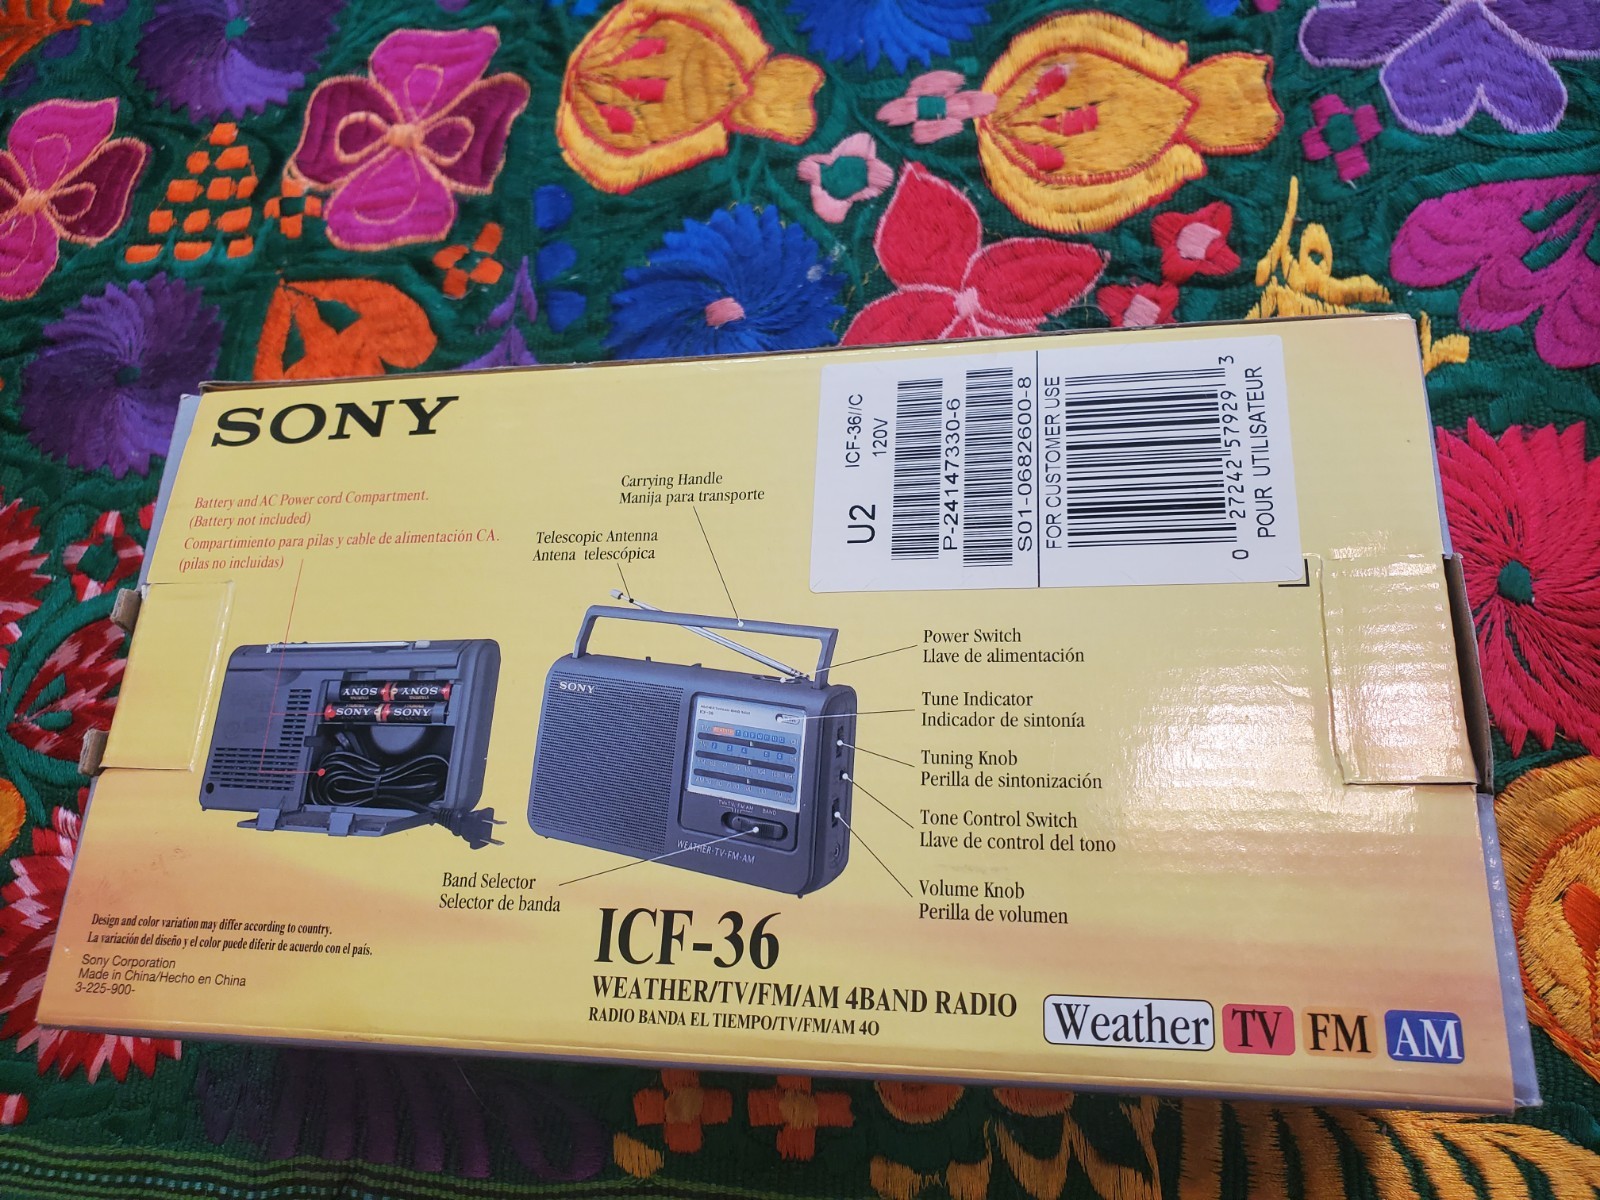 SONY
Battery and AC Power cord Compartment.
(Battery not included)
Compartimiento para pilas y cable de alimentación CA.
(pilas no incluidas)
Carrying Handle
Manija para transporte
Telescopic Antenna
Antena telescópica
U2
ICF-36//C
120V
P-24147330-6
S01-0682600-8
FOR CUSTOMER USE
0 27242 57929 3
POUR UTILISATEUR
SONY
SONY
SONY
SONY
SONY
WEATHER·TV·FM·AM
Power Switch
Llave de alimentación
Tune Indicator
Indicador de sintonía
Tuning Knob
Perilla de sintonización
Tone Control Switch
Llave de control del tono
Volume Knob
Perilla de volumen
Band Selector
Selector de banda
Design and color variation may differ according to country.
La variación del diseño y el color puede diferir de acuerdo con el país.
Sony Corporation
Made in China/Hecho en China
3-225-900-
ICF-36
WEATHER/TV/FM/AM 4BAND RADIO
RADIO BANDA EL TIEMPO/TV/FM/AM 4O
Weather TV FM AM